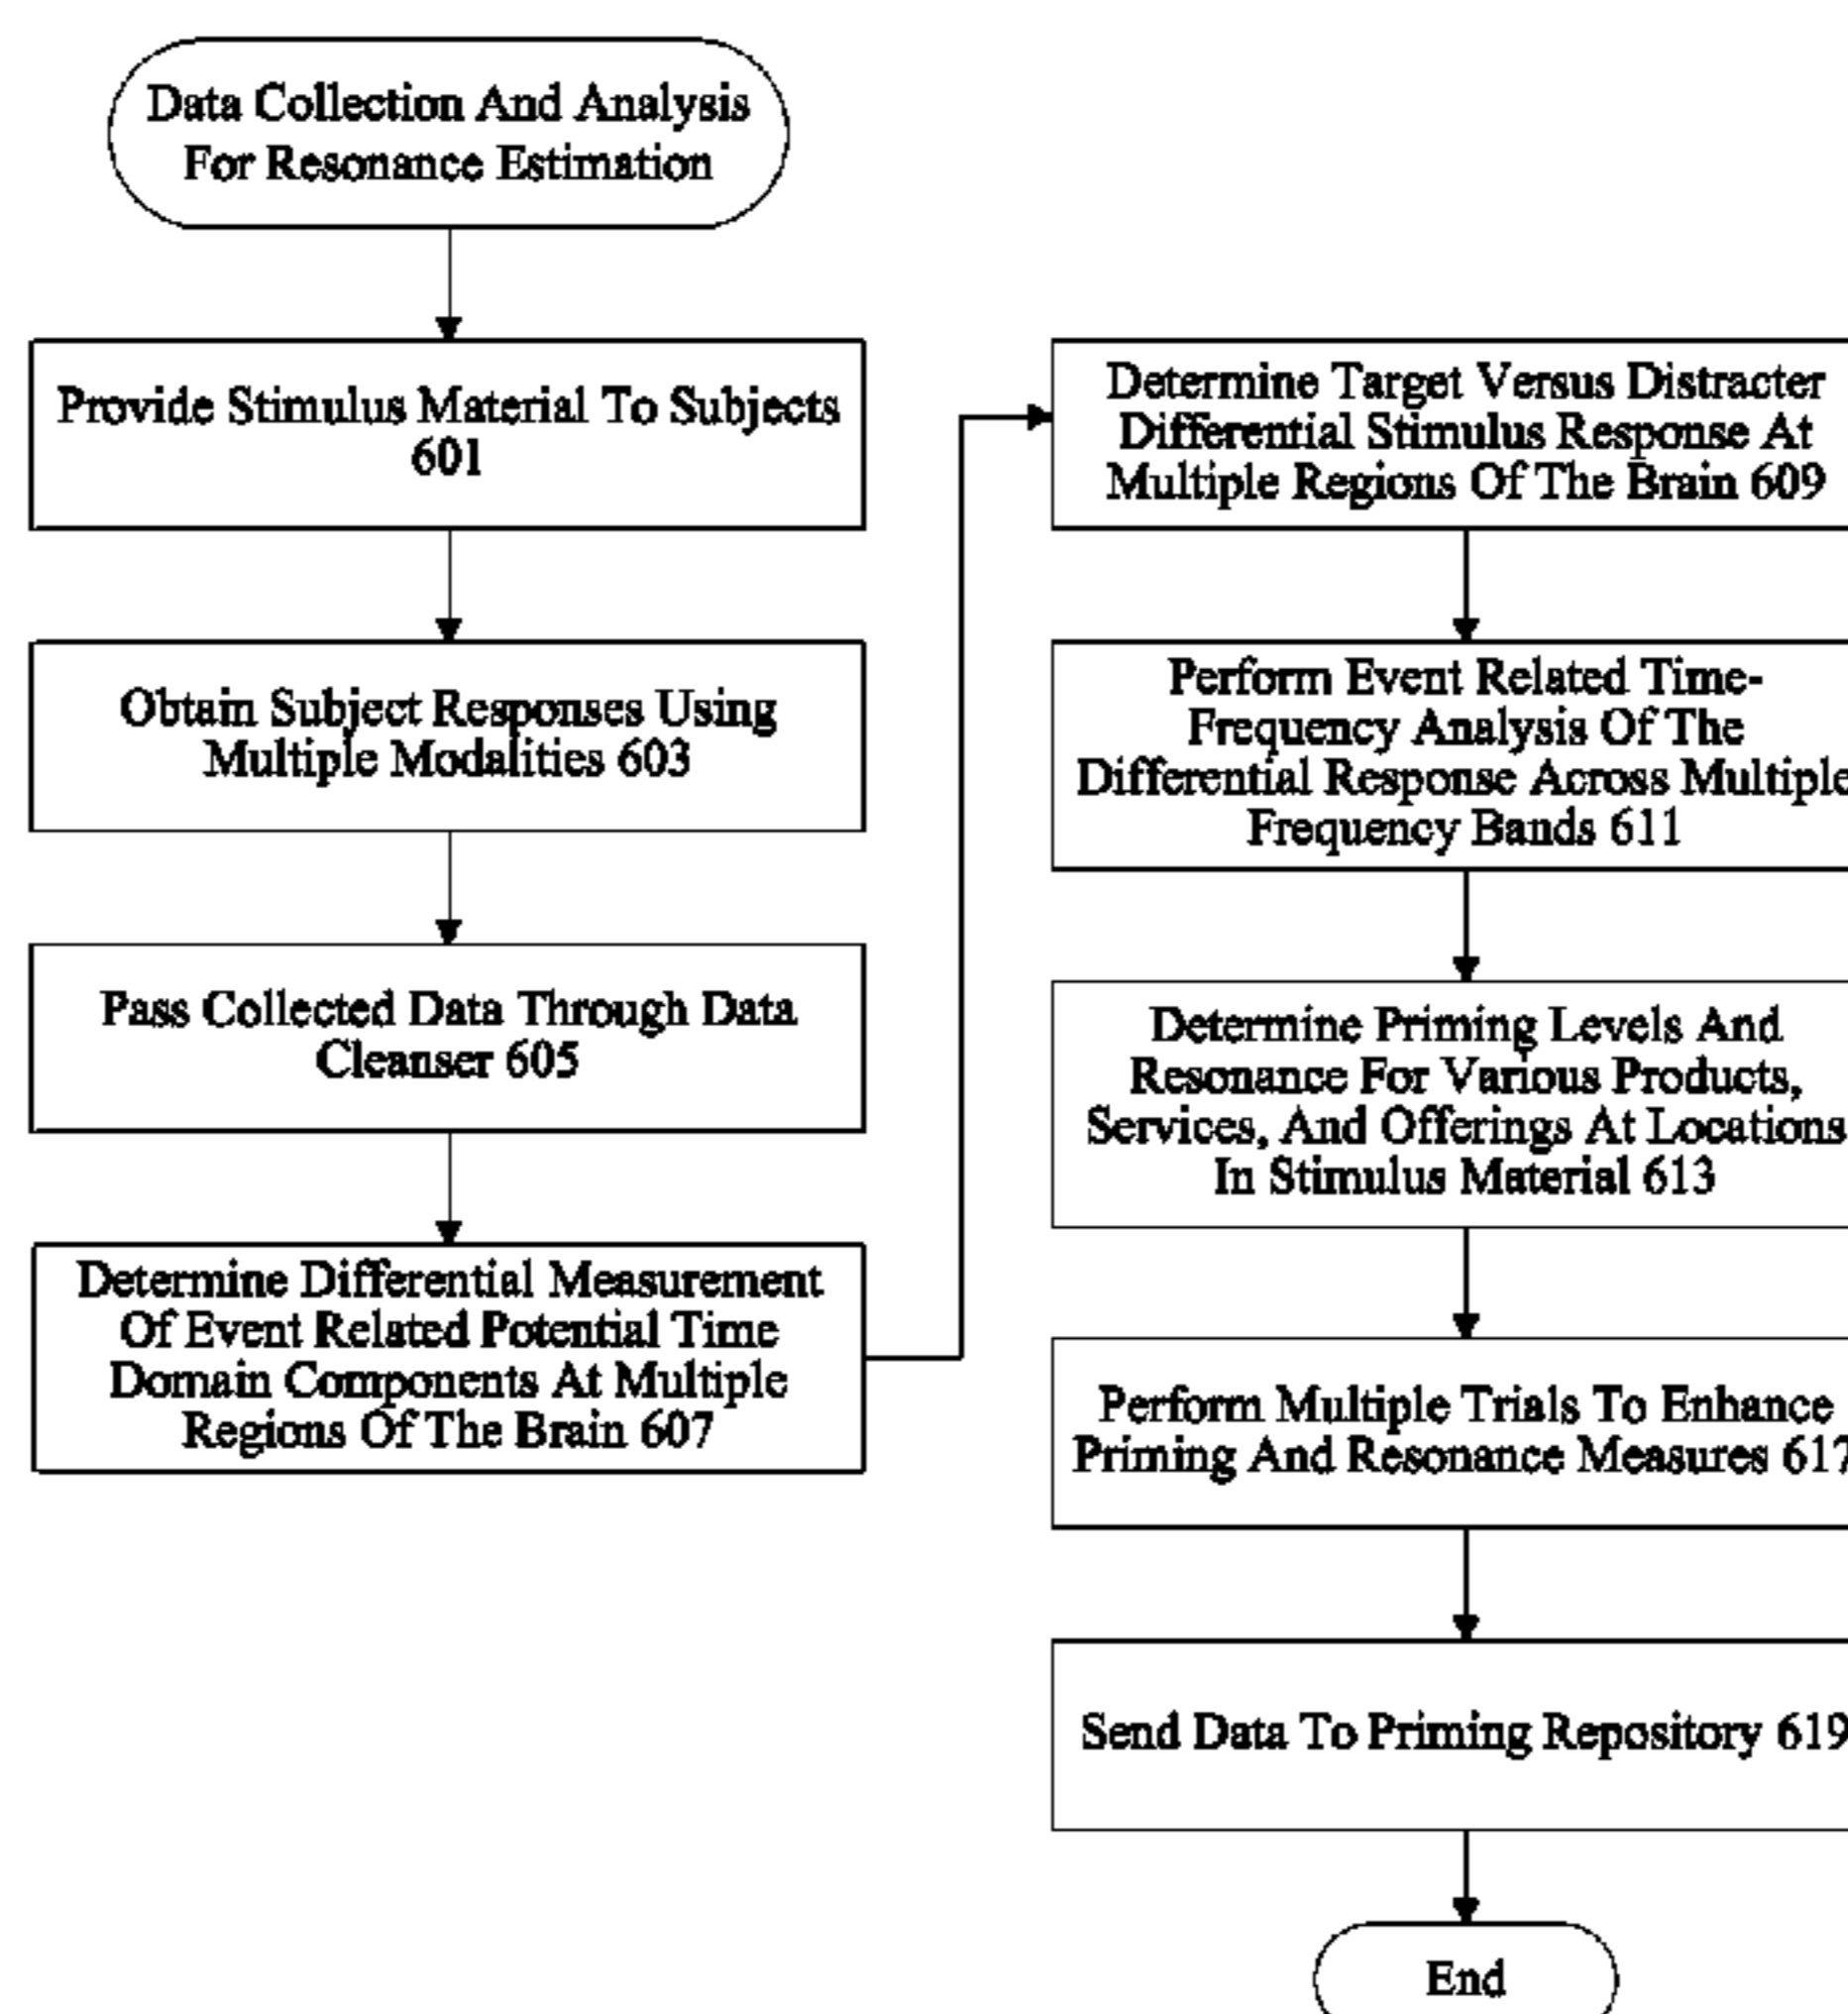 Data Collection And Analysis
For Resonance Estimation
Provide Stimulus Material To Subjects
601
Obtain Subject Responses Using
Multiple Modalities 603
Pass Collected Data Through Data
Cleanser 605
Determine Differential Measurement
Of Event Related Potential Time
Domain Components At Multiple
Regions Of The Brain 607
Determine Target Versus Distracter
Differential Stimulus Response At
Multiple Regions Of The Brain 609
Perform Event Related Time-
Frequency Analysis Of The
Differential Response Across Multiple
Frequency Bands 611
Determine Priming Levels And
Resonance For Various Products,
Services, And Offerings At Locations
In Stimulus Material 613
Perform Multiple Trials To Enhance
Priming And Resonance Measures 617
Send Data To Priming Repository 619
End